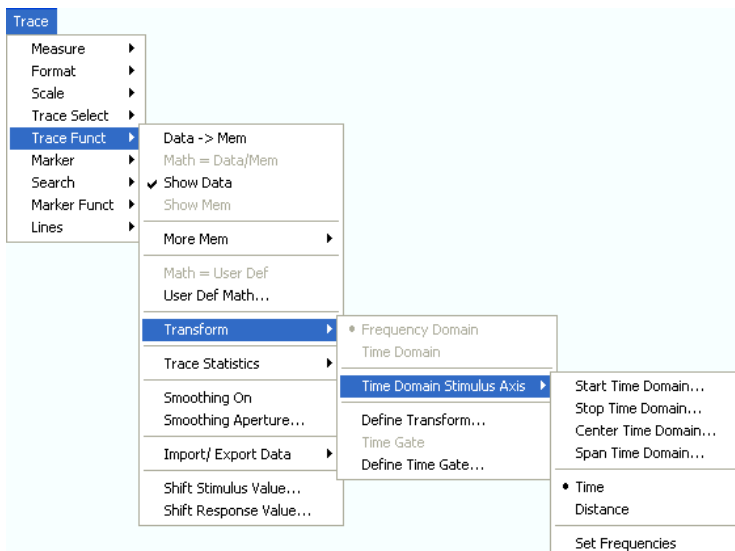 Trace
Measure
Format
Scale
Trace Select
Trace Funct
Marker
Search
Marker Funct
Lines
Data -> Mem
Math = Data/Mem
Show Data
Show Mem
More Mem
Math = User Def
User Def Math...
Transform
Trace Statistics
Smoothing On
Smoothing Aperture...
Import/ Export Data
Shift Stimulus Value...
Shift Response Value...
Frequency Domain
Time Domain
Time Domain Stimulus Axis
Define Transform...
Time Gate
Define Time Gate...
Start Time Domain...
Stop Time Domain...
Center Time Domain...
Span Time Domain...
Time
Distance
Set Frequencies